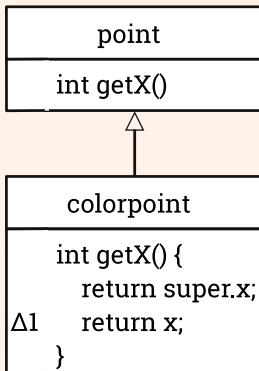 point
int getX()
colorpoint
int getX() {
return super.x;
Δ1 return x;
}